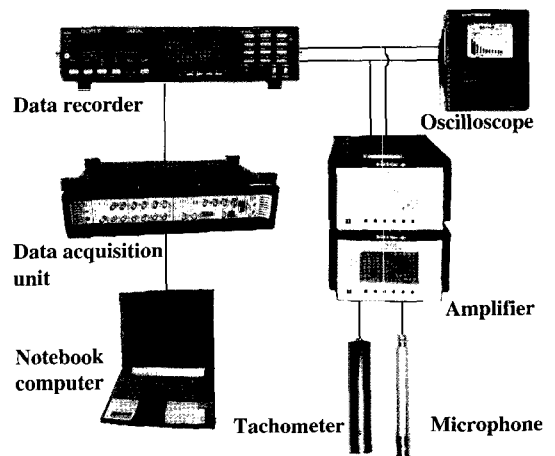 Data recorder
Oscilloscope
Data acquisition
unit
Amplifier
Notebook
computer
Tachometer
Microphone